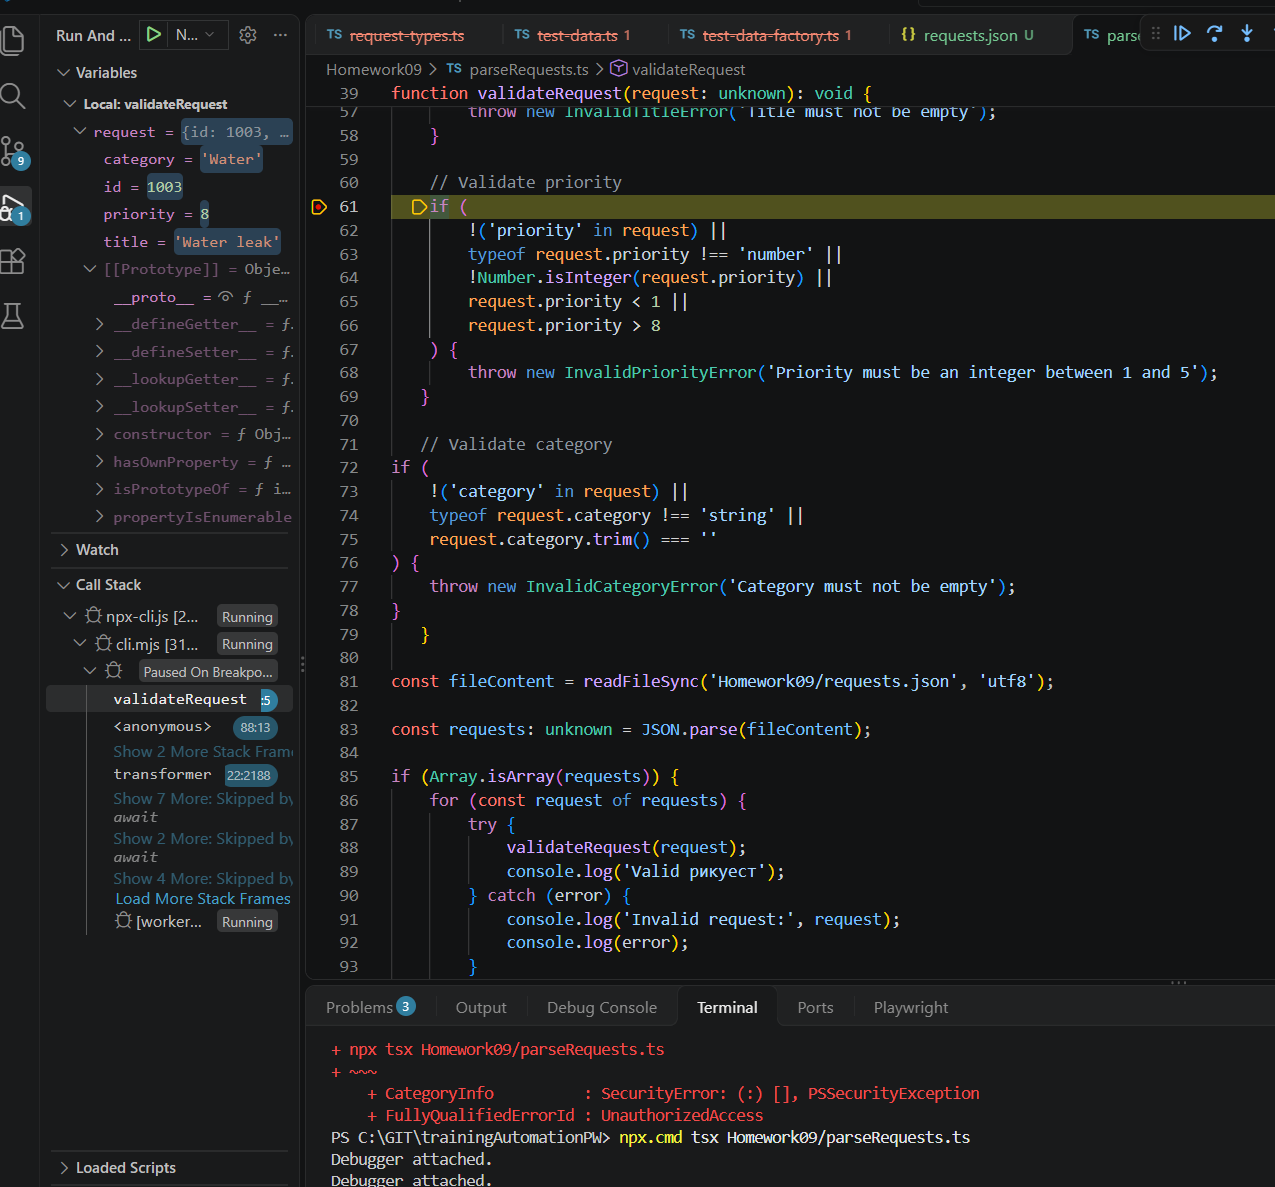 Run And ...
N...
Variables
Local: validateRequest
request = {id: 1003, …
category = 'Water'
id = 1003
priority = 8
title = 'Water leak'
[[Prototype]] = Obje…
__proto__ = ƒ __…
__defineGetter__ = ƒ…
__defineSetter__ = ƒ…
__lookupGetter__ = ƒ…
__lookupSetter__ = ƒ…
constructor = ƒ Obj…
hasOwnProperty = ƒ …
isPrototypeOf = ƒ i…
propertyIsEnumerable
Watch
Call Stack
npx-cli.js [2... Running
cli.mjs [31... Running
Paused On Breakpo...
validateRequest :5
<anonymous> 88:13
Show 2 More Stack Fram
transformer 22:2188
Show 7 More: Skipped by
await
Show 2 More: Skipped by
await
Show 4 More: Skipped by
Load More Stack Frames
[worker... Running
Loaded Scripts
9
1
TS request-types.ts
TS test-data.ts 1
TS test-data-factory.ts 1
{} requests.json U
TS parse
Homework09 > TS parseRequests.ts > validateRequest
39 function validateRequest(request: unknown): void {
57 throw new InvalidTitleError('Title must not be empty');
58 }
59
60 // Validate priority
61 if (
62 !('priority' in request) ||
63 typeof request.priority !== 'number' ||
64 !Number.isInteger(request.priority) ||
65 request.priority < 1 ||
66 request.priority > 8
67 ) {
68 throw new InvalidPriorityError('Priority must be an integer between 1 and 5');
69 }
70
71 // Validate category
72 if (
73 !('category' in request) ||
74 typeof request.category !== 'string' ||
75 request.category.trim() === ''
76 ) {
77 throw new InvalidCategoryError('Category must not be empty');
78 }
79 }
80
81 const fileContent = readFileSync('Homework09/requests.json', 'utf8');
82
83 const requests: unknown = JSON.parse(fileContent);
84
85 if (Array.isArray(requests)) {
86 for (const request of requests) {
87 try {
88 validateRequest(request);
89 console.log('Valid рикуест');
90 } catch (error) {
91 console.log('Invalid request:', request);
92 console.log(error);
93 }
Problems 3
Output
Debug Console
Terminal
Ports
Playwright
+ npx tsx Homework09/parseRequests.ts
+ ~~~
+ CategoryInfo : SecurityError: (:) [], PSSecurityException
+ FullyQualifiedErrorId : UnauthorizedAccess
PS C:\GIT\trainingAutomationPW> npx.cmd tsx Homework09/parseRequests.ts
Debugger attached.
Debugger attached.